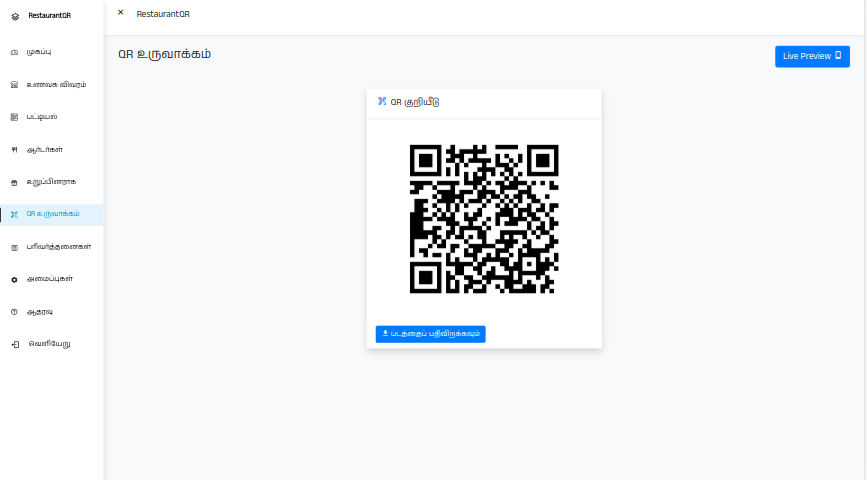 RestaurantQR
RestaurantQR
முகப்பு
உணவக விவரம்
பட்டியல்
ஆர்டர்கள்
உறுப்பினராக
QR உருவாக்கம்
பரிவர்த்தனைகள்
அமைப்புகள்
ஆதரவு
வெளியேறு
QR உருவாக்கம்
Live Preview
QR குறியீடு
படத்தைப் பதிவிறக்கவும்